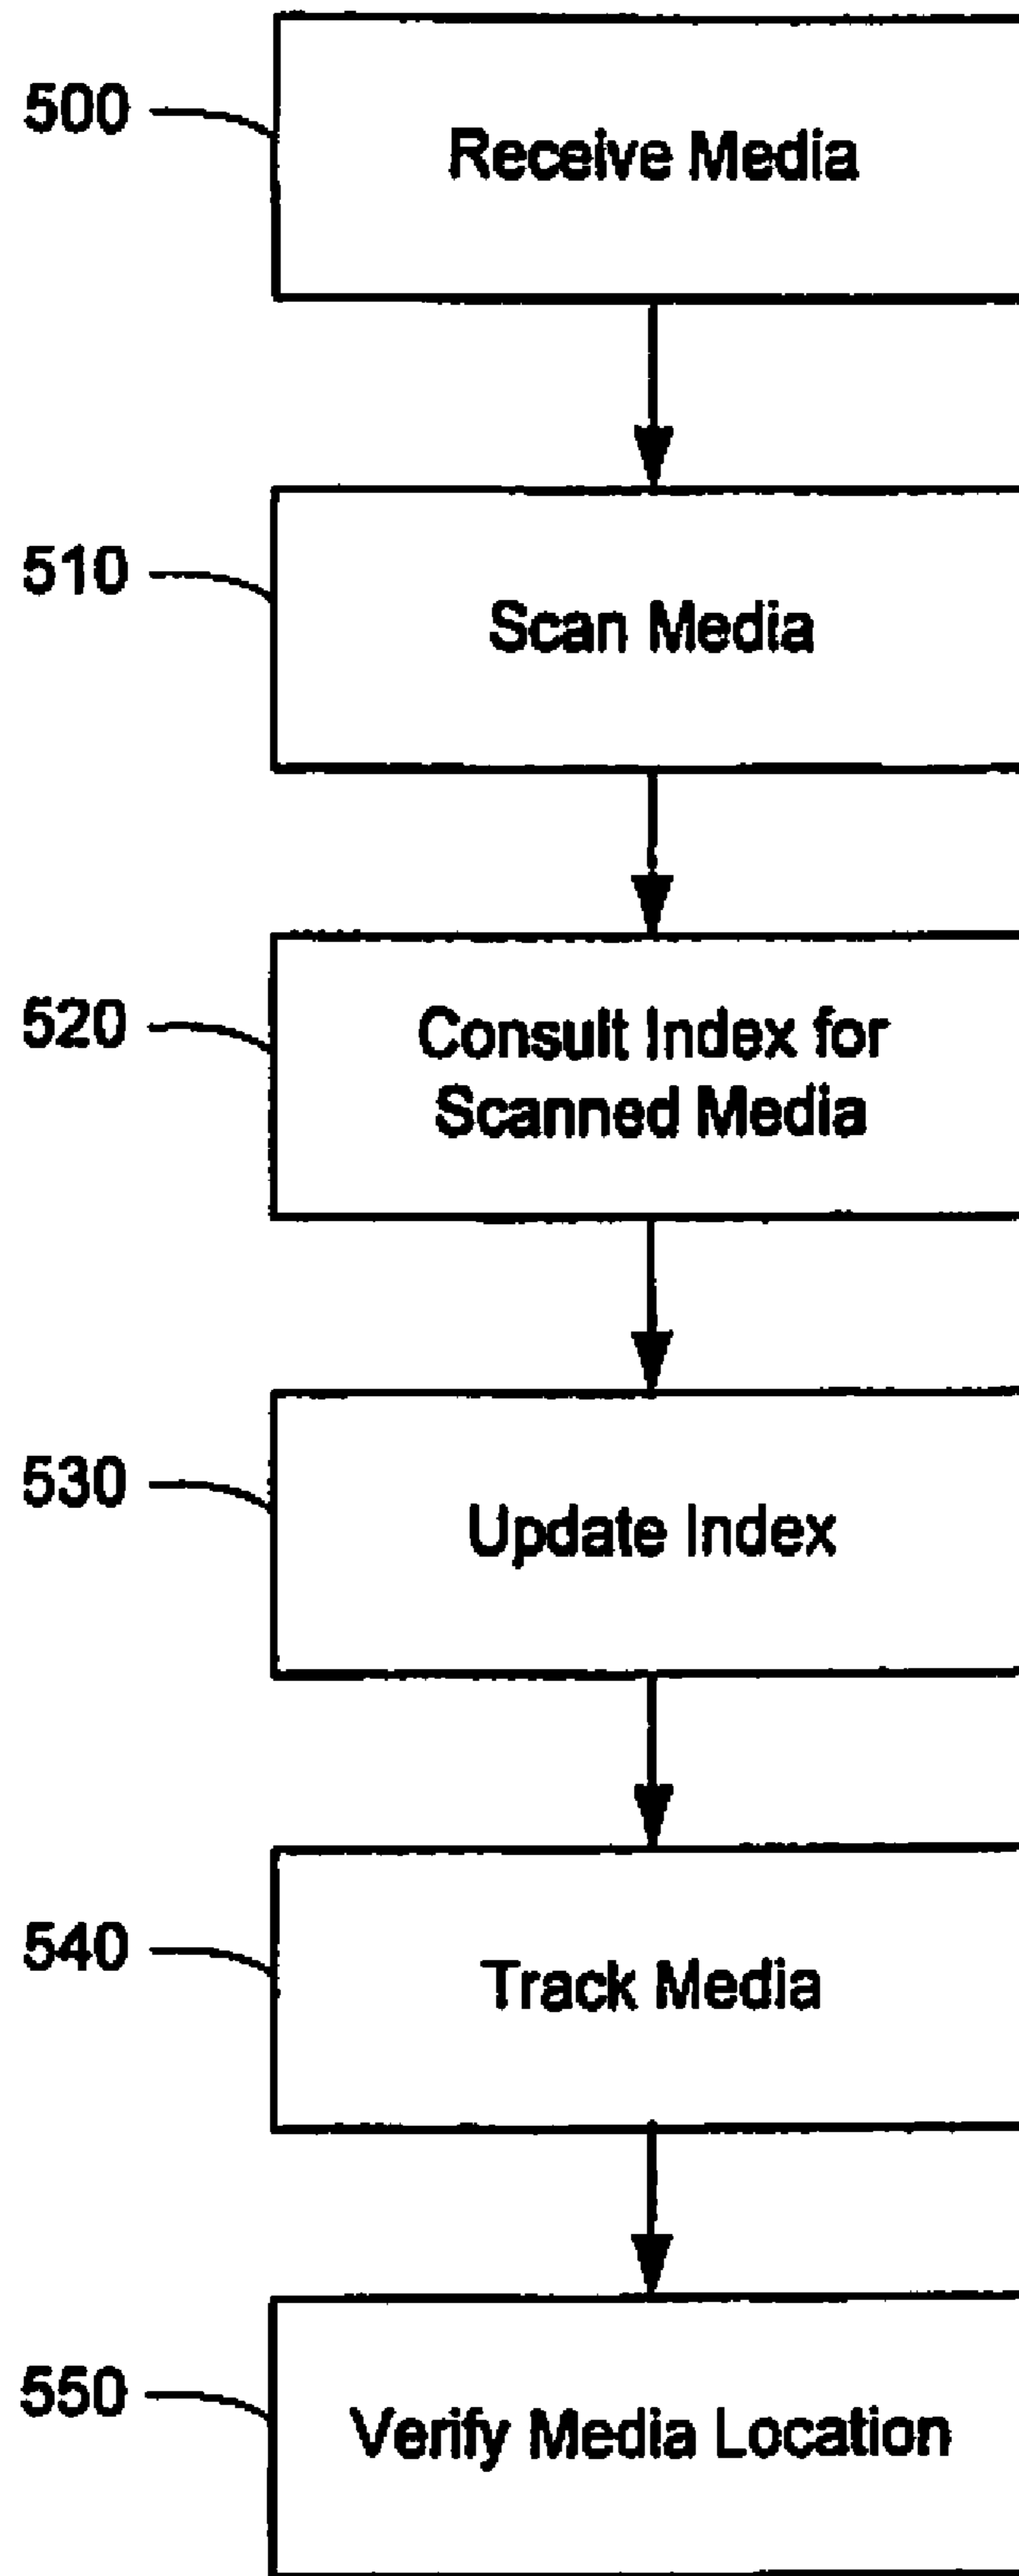 500
Receive Media
510
Scan Media
520
Consult Index for
Scanned Media
530
Update Index
540
Track Media
550
Verify Media Location